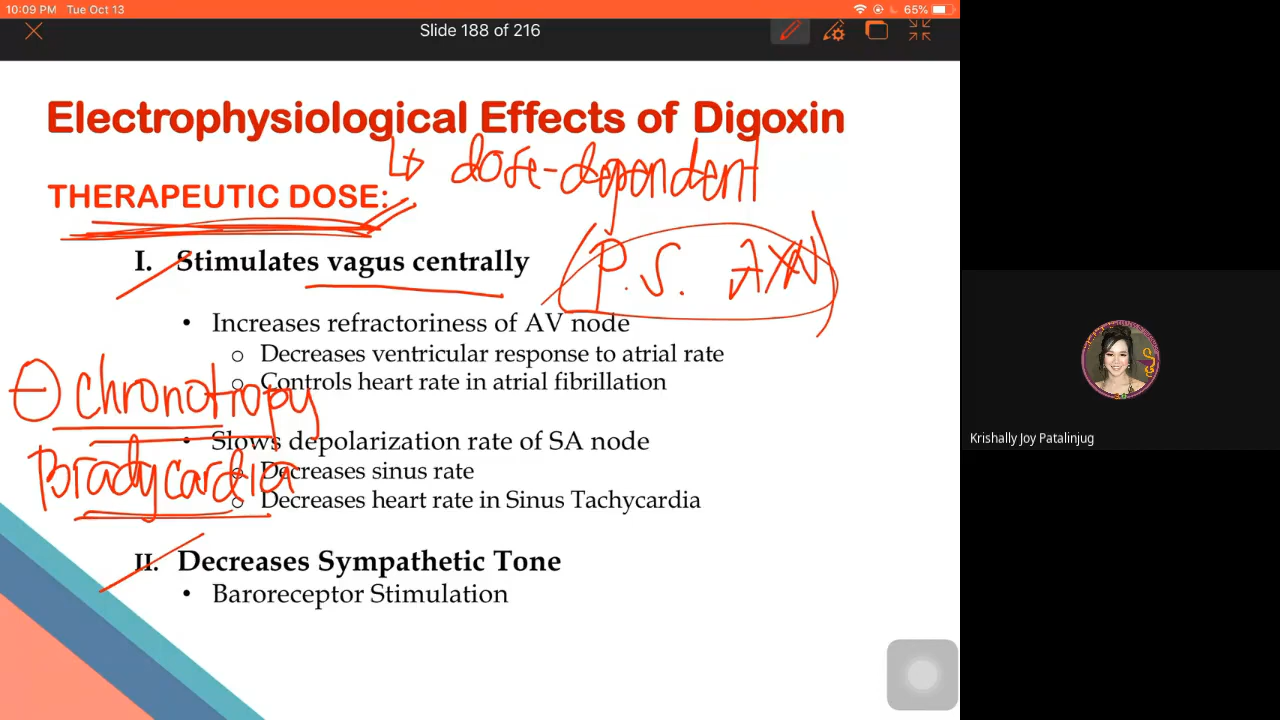 10:09 PM Tue Oct 13
65%
Slide 188 of 216
Electrophysiological Effects of Digoxin
↳ dose-dependent
THERAPEUTIC DOSE:
I. Stimulates vagus centrally
(P.S. AXN)
• Increases refractoriness of AV node
o Decreases ventricular response to atrial rate
o Controls heart rate in atrial fibrillation
⊖ chronotropy
• Slows depolarization rate of SA node
Bradycardia
o Decreases sinus rate
o Decreases heart rate in Sinus Tachycardia
II. Decreases Sympathetic Tone
• Baroreceptor Stimulation
Krishally Joy Patalinjug